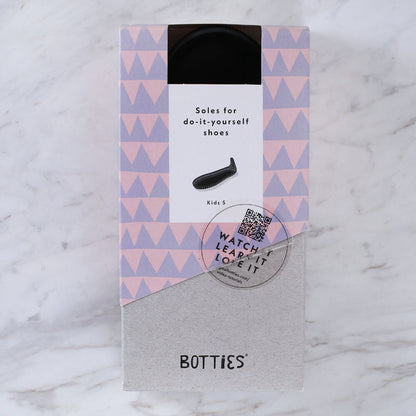 Soles for
do-it-yourself
shoes
Kids S
WATCH IT
LEARN IT
LOVE IT
BOTTIES®